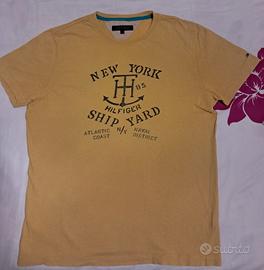 NEW YORK
TH
85
HILFIGER
SHIP YARD
ATLANTIC N/Y NAVAL
COAST DISTRICT
subito